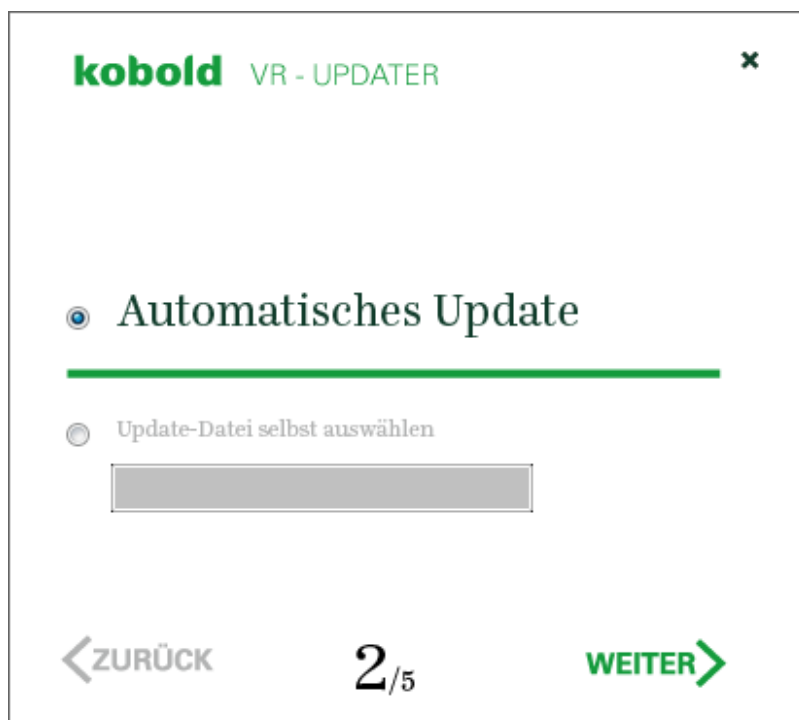 kobold VR - UPDATER
Automatisches Update
Update-Datei selbst auswählen
ZURÜCK 2/5 WEITER